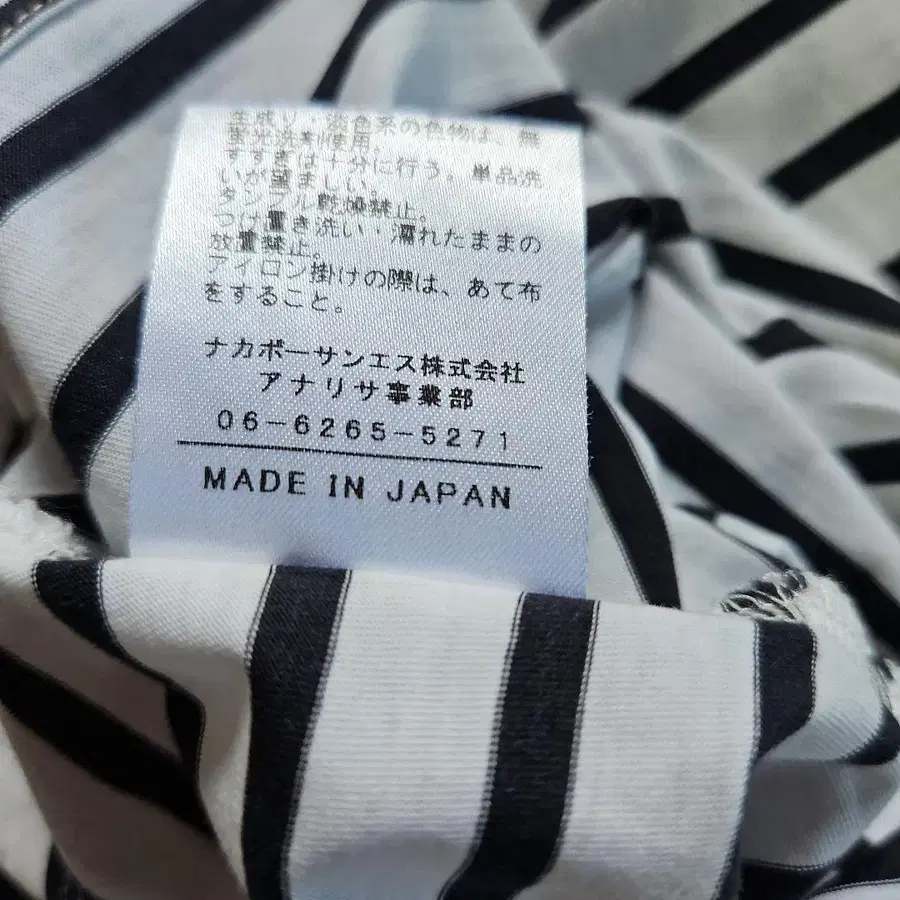 生成り・淡色系の色物は、無
蛍光洗剤使用。
すすぎは十分に行う。単品洗
いが望ましい。
タンブル乾燥禁止。
つけ置き洗い・濡れたままの
放置禁止。
アイロン掛けの際は、あて布
をすること。
ナカボーサンエス株式会社
アナリサ事業部
06-6265-5271
MADE IN JAPAN